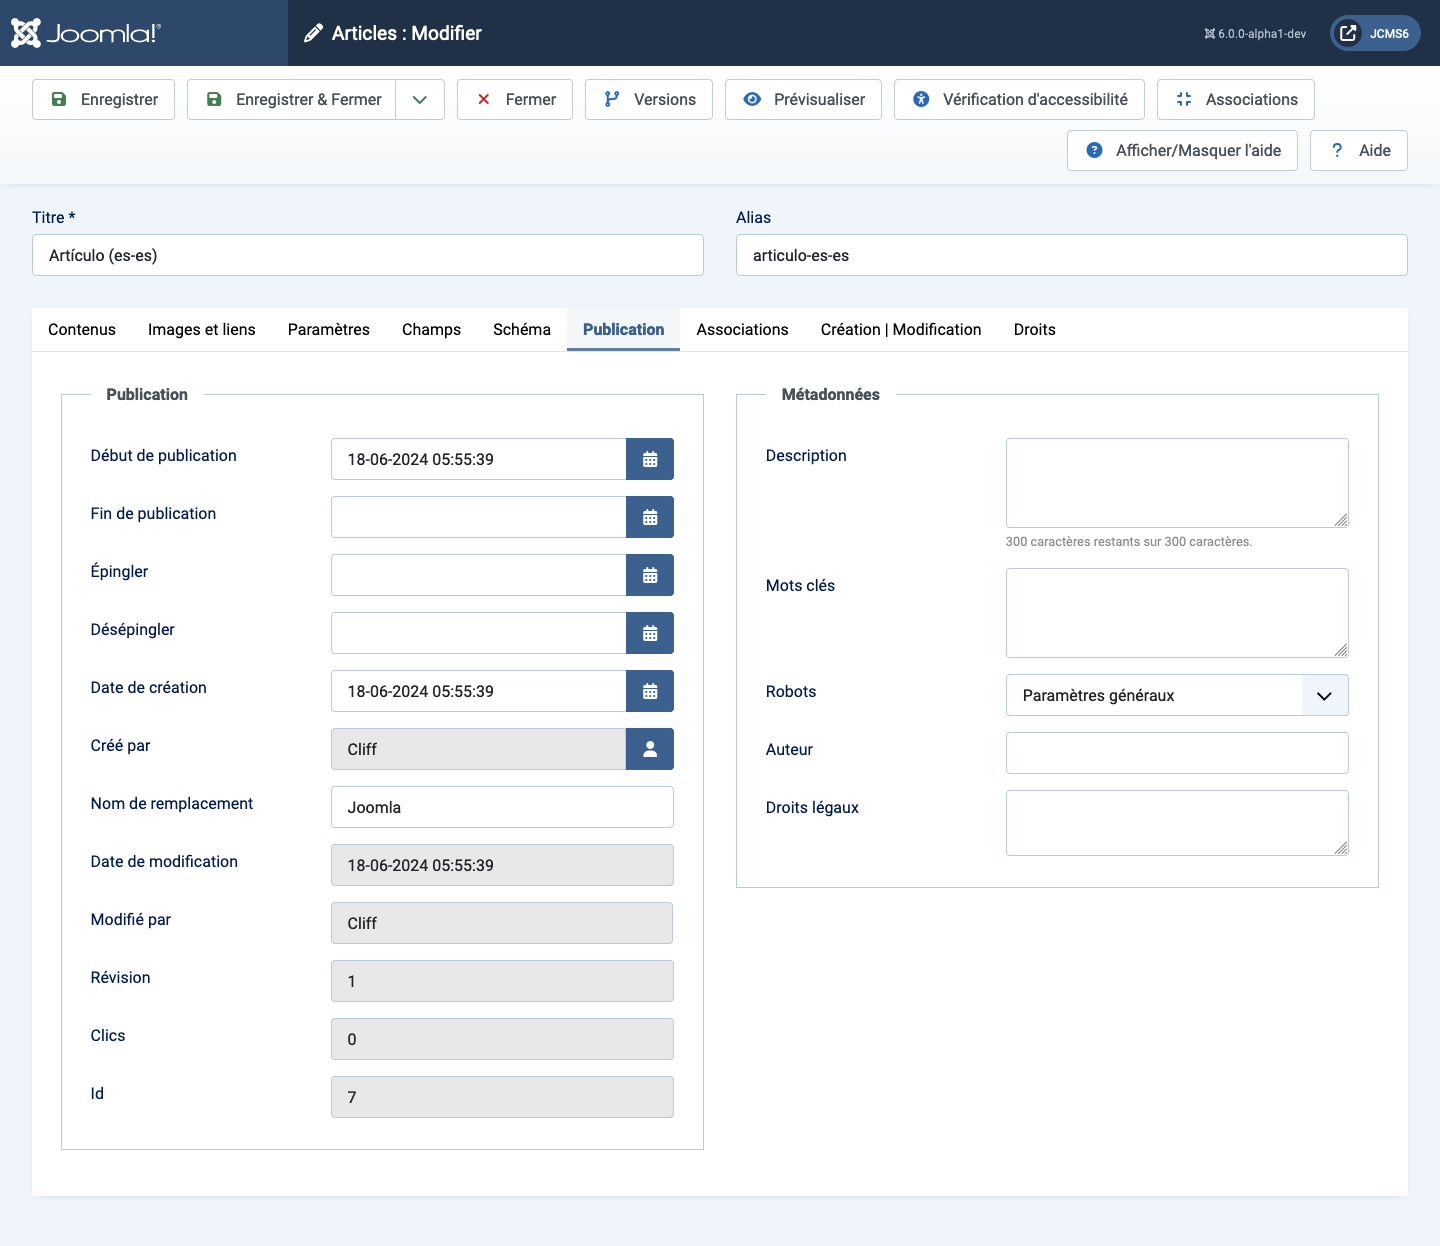 Joomla!®
Articles : Modifier
6.0.0-alpha1-dev
JCMS6
Enregistrer
Enregistrer & Fermer
Fermer
Versions
Prévisualiser
Vérification d'accessibilité
Associations
Afficher/Masquer l'aide
? Aide
Titre *
Alias
Artículo (es-es)
articulo-es-es
Contenus
Images et liens
Paramètres
Champs
Schéma
Publication
Associations
Création | Modification
Droits
Publication
Début de publication
18-06-2024 05:55:39
Fin de publication
Épingler
Désépingler
Date de création
18-06-2024 05:55:39
Créé par
Cliff
Nom de remplacement
Joomla
Date de modification
18-06-2024 05:55:39
Modifié par
Cliff
Révision
1
Clics
0
Id
7
Métadonnées
Description
300 caractères restants sur 300 caractères.
Mots clés
Robots
Paramètres généraux
Auteur
Droits légaux